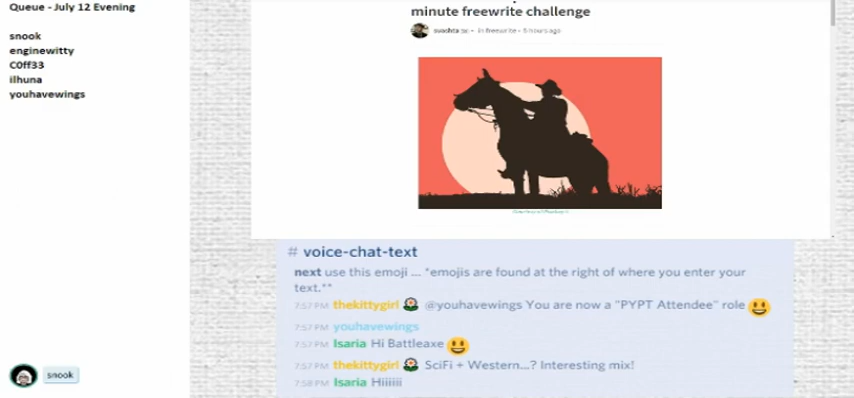 Queue - July 12 Evening
snook
enginewitty
C0ff33
ilhuna
youhavewings
snook
minute freewrite challenge
in freewrite • 5 hours ago
# voice-chat-text
next use this emoji ... *emojis are found at the right of where you enter your
text.**
7:57 PM thekittygirl @youhavewings You are now a "PYPT Attendee" role
7:57 PM youhavewings
7:57 PM Isaria Hi Battleaxe
7:57 PM thekittygirl SciFi + Western...? Interesting mix!
7:58 PM Isaria Hiiiiii